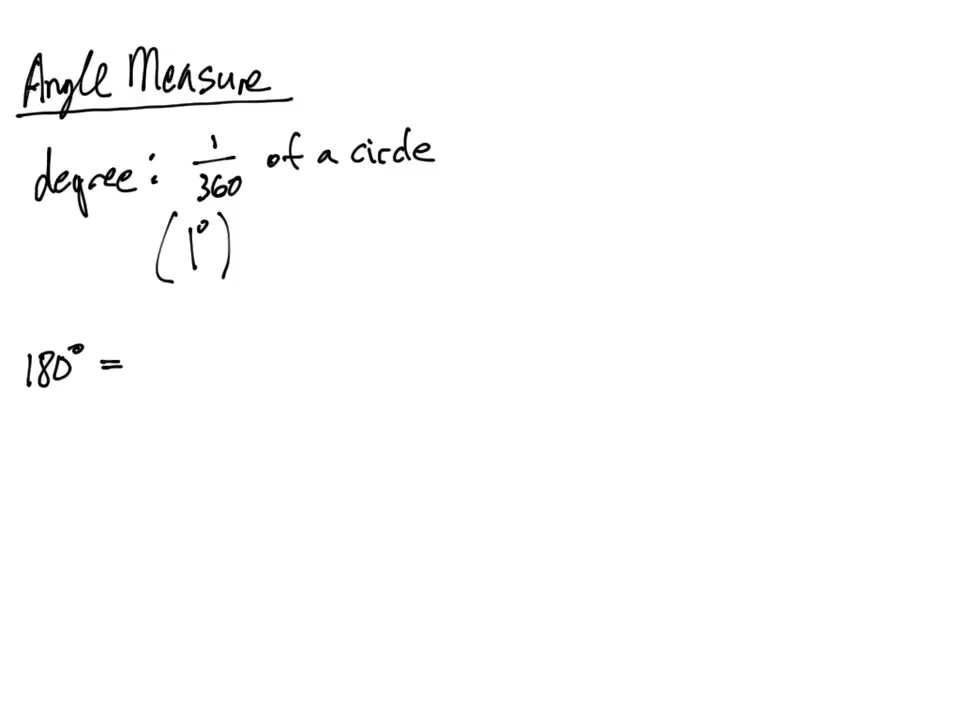 Angle Measure
degree: 1/360 of a circle
(1°)
180° =